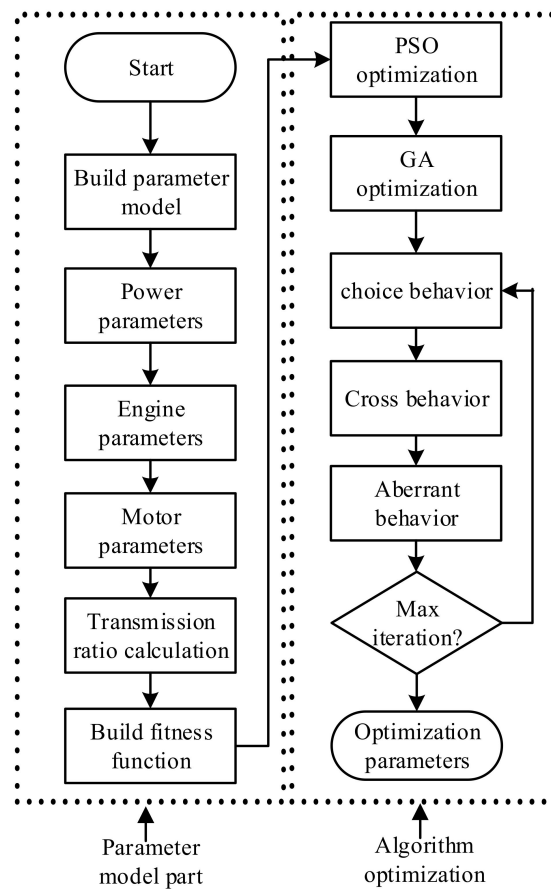 Start
Build parameter
model
Power
parameters
Engine
parameters
Motor
parameters
Transmission
ratio calculation
Build fitness
function
Parameter
model part
PSO
optimization
GA
optimization
choice behavior
Cross behavior
Aberrant
behavior
Max
iteration?
Optimization
parameters
Algorithm
optimization